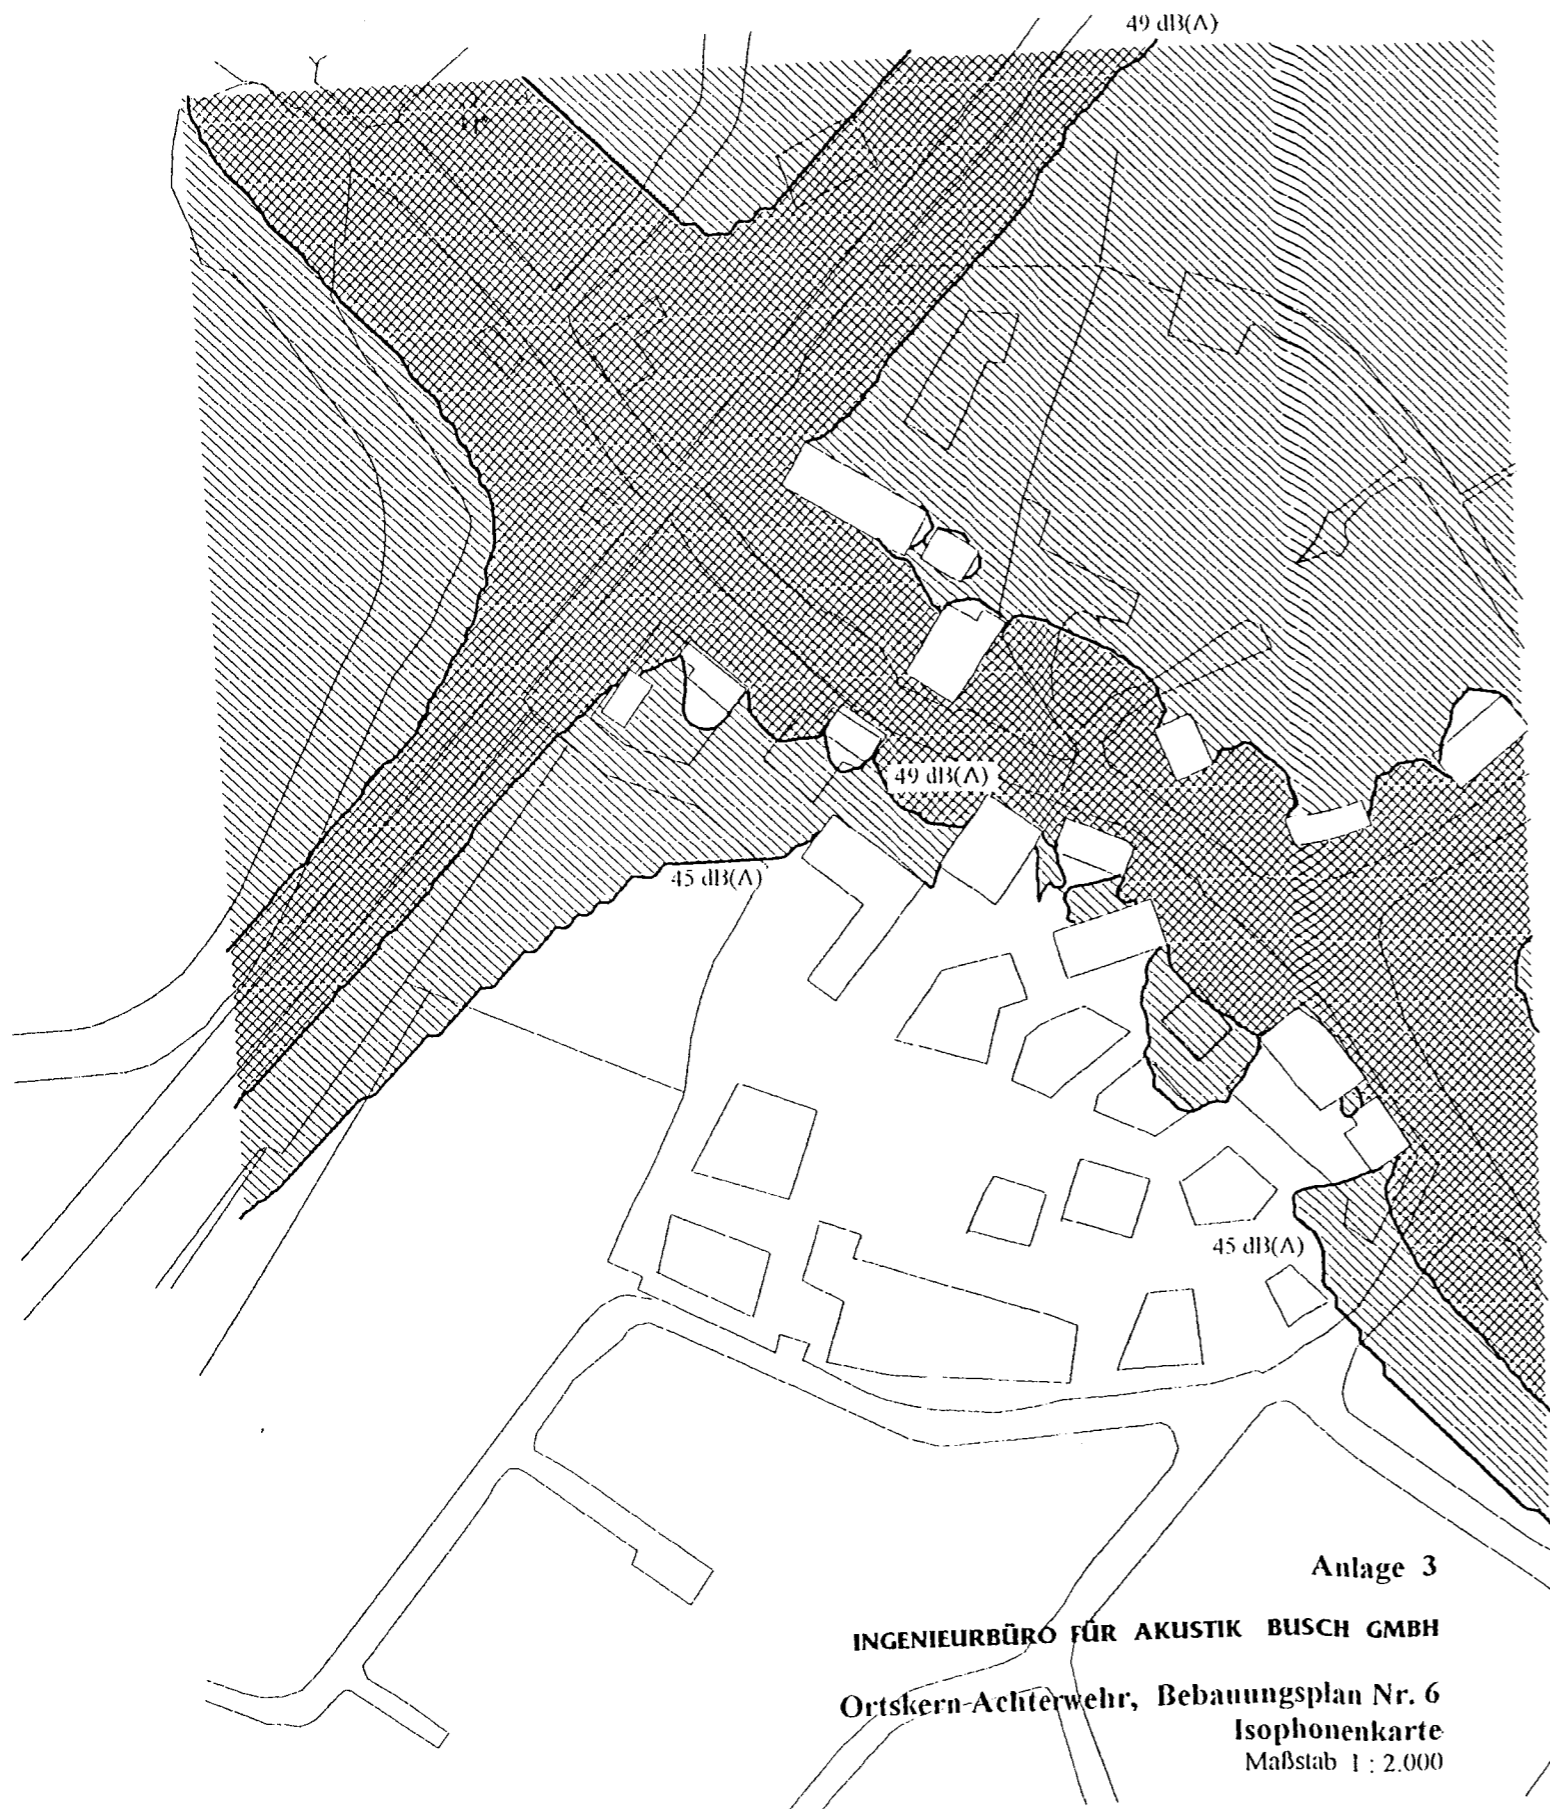 49 dB(A)
49 dB(A)
45 dB(A)
45 dB(A)
Anlage 3
INGENIEURBÜRO FÜR AKUSTIK BUSCH GMBH
Ortskern-Achterwehr, Bebauungsplan Nr. 6
Isophonenkarte
Maßstab 1 : 2.000